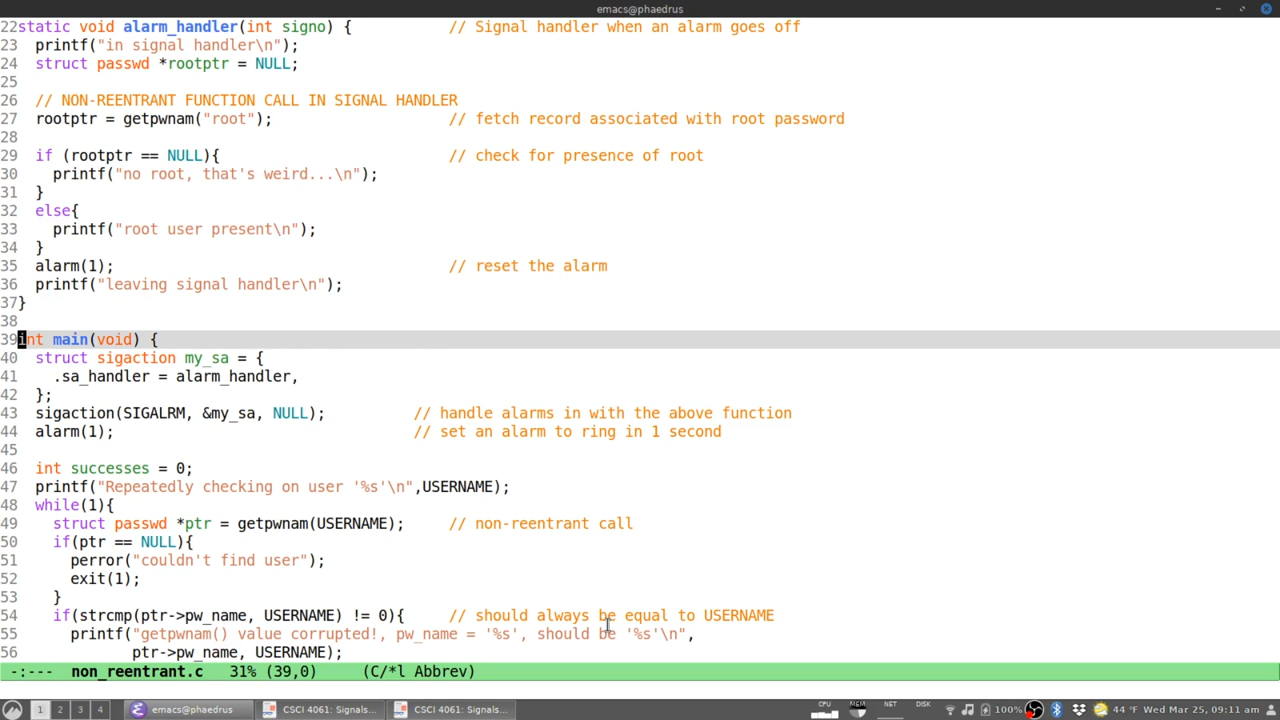 emacs@phaedrus
22static void alarm_handler(int signo) {           // Signal handler when an alarm goes off
23  printf("in signal handler\n");
24  struct passwd *rootptr = NULL;
25
26  // NON-REENTRANT FUNCTION CALL IN SIGNAL HANDLER
27  rootptr = getpwnam("root");                    // fetch record associated with root password
28
29  if (rootptr == NULL){                          // check for presence of root
30    printf("no root, that's weird...\n");
31  }
32  else{
33    printf("root user present\n");
34  }
35  alarm(1);                                      // reset the alarm
36  printf("leaving signal handler\n");
37}
38
39int main(void) {
40  struct sigaction my_sa = {
41    .sa_handler = alarm_handler,
42  };
43  sigaction(SIGALRM, &my_sa, NULL);          // handle alarms in with the above function
44  alarm(1);                                  // set an alarm to ring in 1 second
45
46  int successes = 0;
47  printf("Repeatedly checking on user '%s'\n",USERNAME);
48  while(1){
49    struct passwd *ptr = getpwnam(USERNAME);     // non-reentrant call
50    if(ptr == NULL){
51      perror("couldn't find user");
52      exit(1);
53    }
54    if(strcmp(ptr->pw_name, USERNAME) != 0){     // should always be equal to USERNAME
55      printf("getpwnam() value corrupted!, pw_name = '%s', should be '%s'\n",
56             ptr->pw_name, USERNAME);
-:---  non_reentrant.c   31% (39,0)     (C/*l Abbrev)
1 2 3 4 emacs@phaedrus CSCI 4061: Signals... CSCI 4061: Signals... CPU MEM NET DISK 100% 44 °F Wed Mar 25, 09:11 am